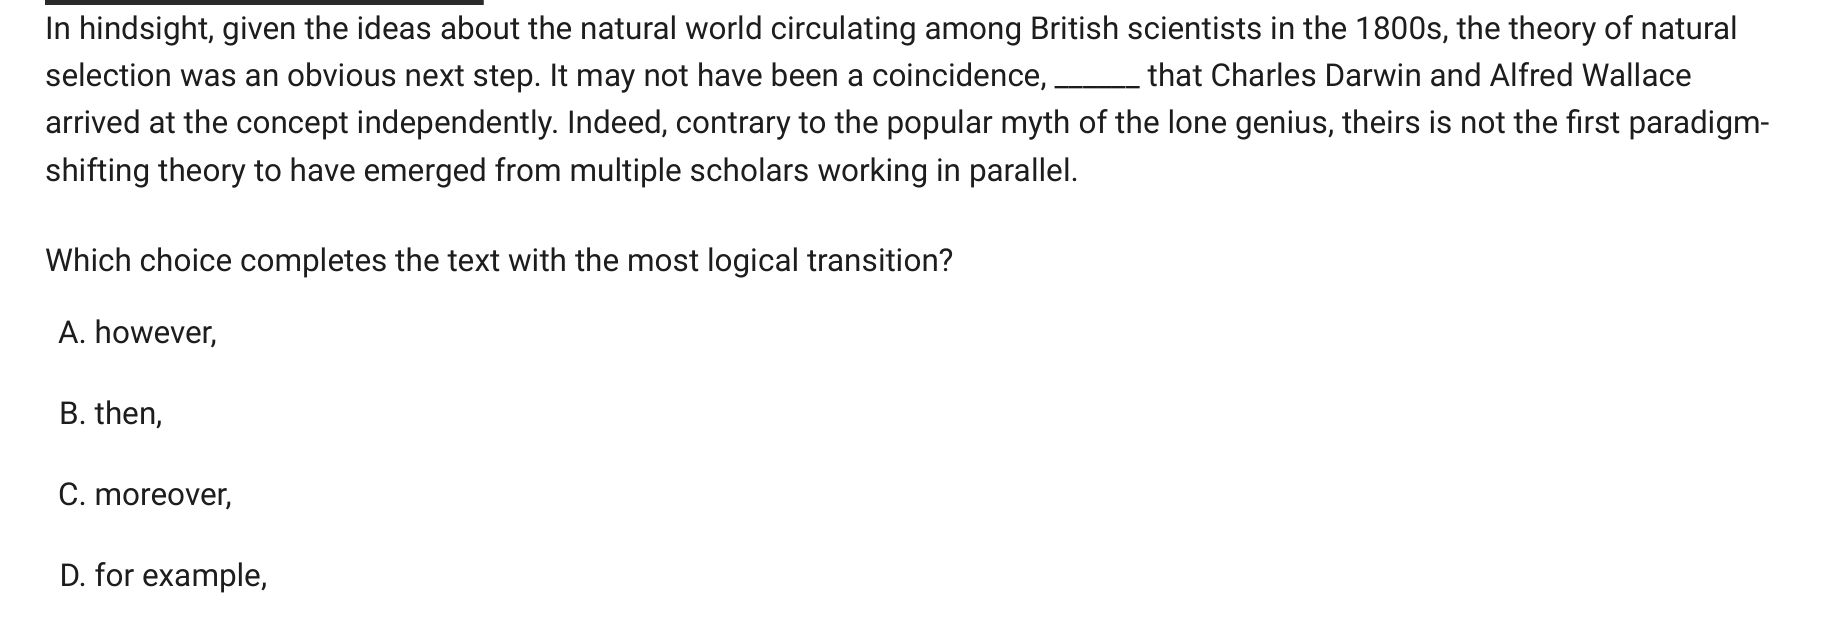 In hindsight, given the ideas about the natural world circulating among British scientists in the 1800s, the theory of natural
selection was an obvious next step. It may not have been a coincidence, ______ that Charles Darwin and Alfred Wallace
arrived at the concept independently. Indeed, contrary to the popular myth of the lone genius, theirs is not the first paradigm-
shifting theory to have emerged from multiple scholars working in parallel.
Which choice completes the text with the most logical transition?
A. however,
B. then,
C. moreover,
D. for example,